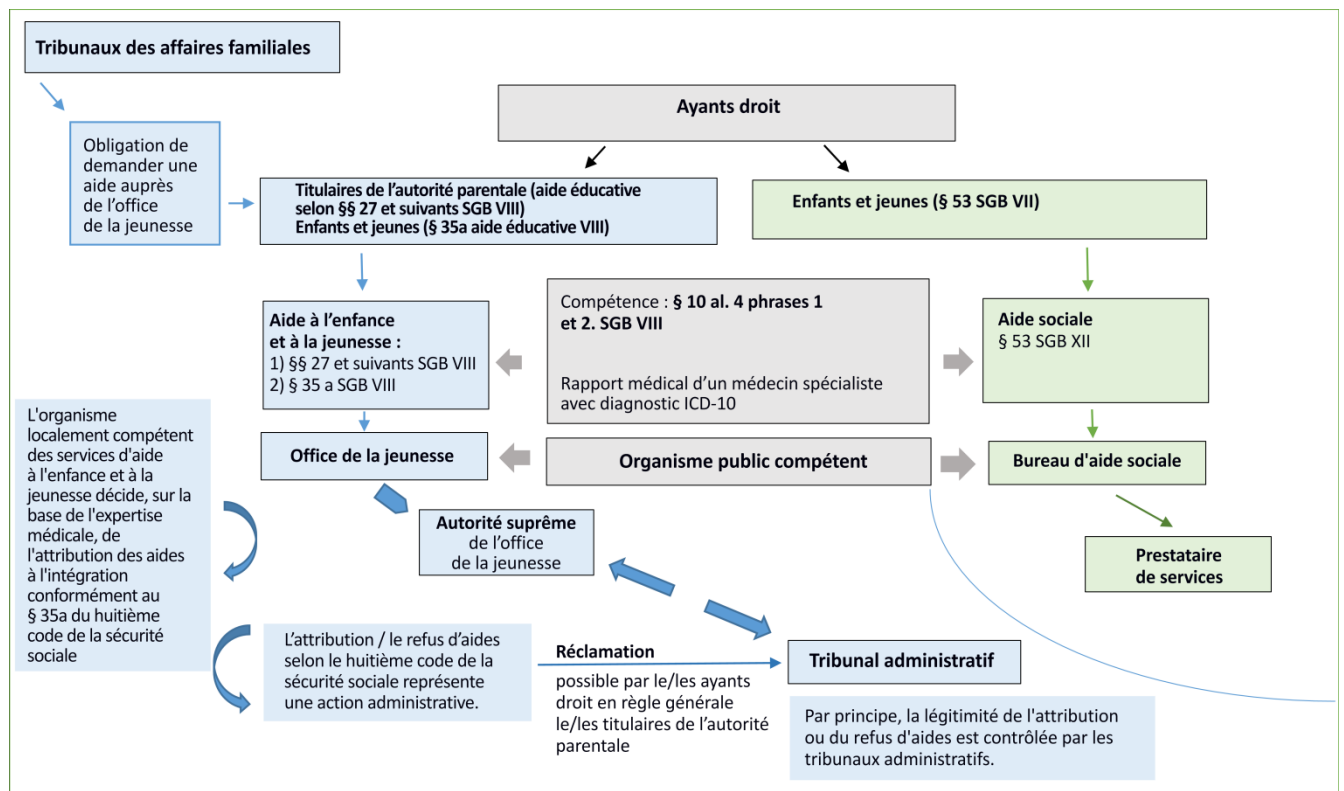 Tribunaux des affaires familiales
Ayants droit
Obligation de
demander une
aide auprès
de l’office
de la jeunesse
Titulaires de l’autorité parentale (aide éducative
selon §§ 27 et suivants SGB VIII)
Enfants et jeunes (§ 35a aide éducative VIII)
Enfants et jeunes (§ 53 SGB VII)
Aide à l’enfance
et à la jeunesse :
1) §§ 27 et suivants SGB VIII
2) § 35 a SGB VIII
Compétence : § 10 al. 4 phrases 1
et 2. SGB VIII
Rapport médical d’un médecin spécialiste
avec diagnostic ICD-10
Aide sociale
§ 53 SGB XII
L'organisme
localement compétent
des services d'aide
à l'enfance et à la
jeunesse décide, sur la
base de l'expertise
médicale, de
l'attribution des aides
à l'intégration
conformément au
§ 35a du huitième
code de la sécurité
sociale
Office de la jeunesse
Organisme public compétent
Bureau d'aide sociale
Autorité suprême
de l’office
de la jeunesse
Prestataire
de services
L’attribution / le refus d’aides
selon le huitième code de la
sécurité sociale représente
une action administrative.
Réclamation
possible par le/les ayants
droit en règle générale
le/les titulaires de l’autorité
parentale
Tribunal administratif
Par principe, la légitimité de l'attribution
ou du refus d'aides est contrôlée par les
tribunaux administratifs.